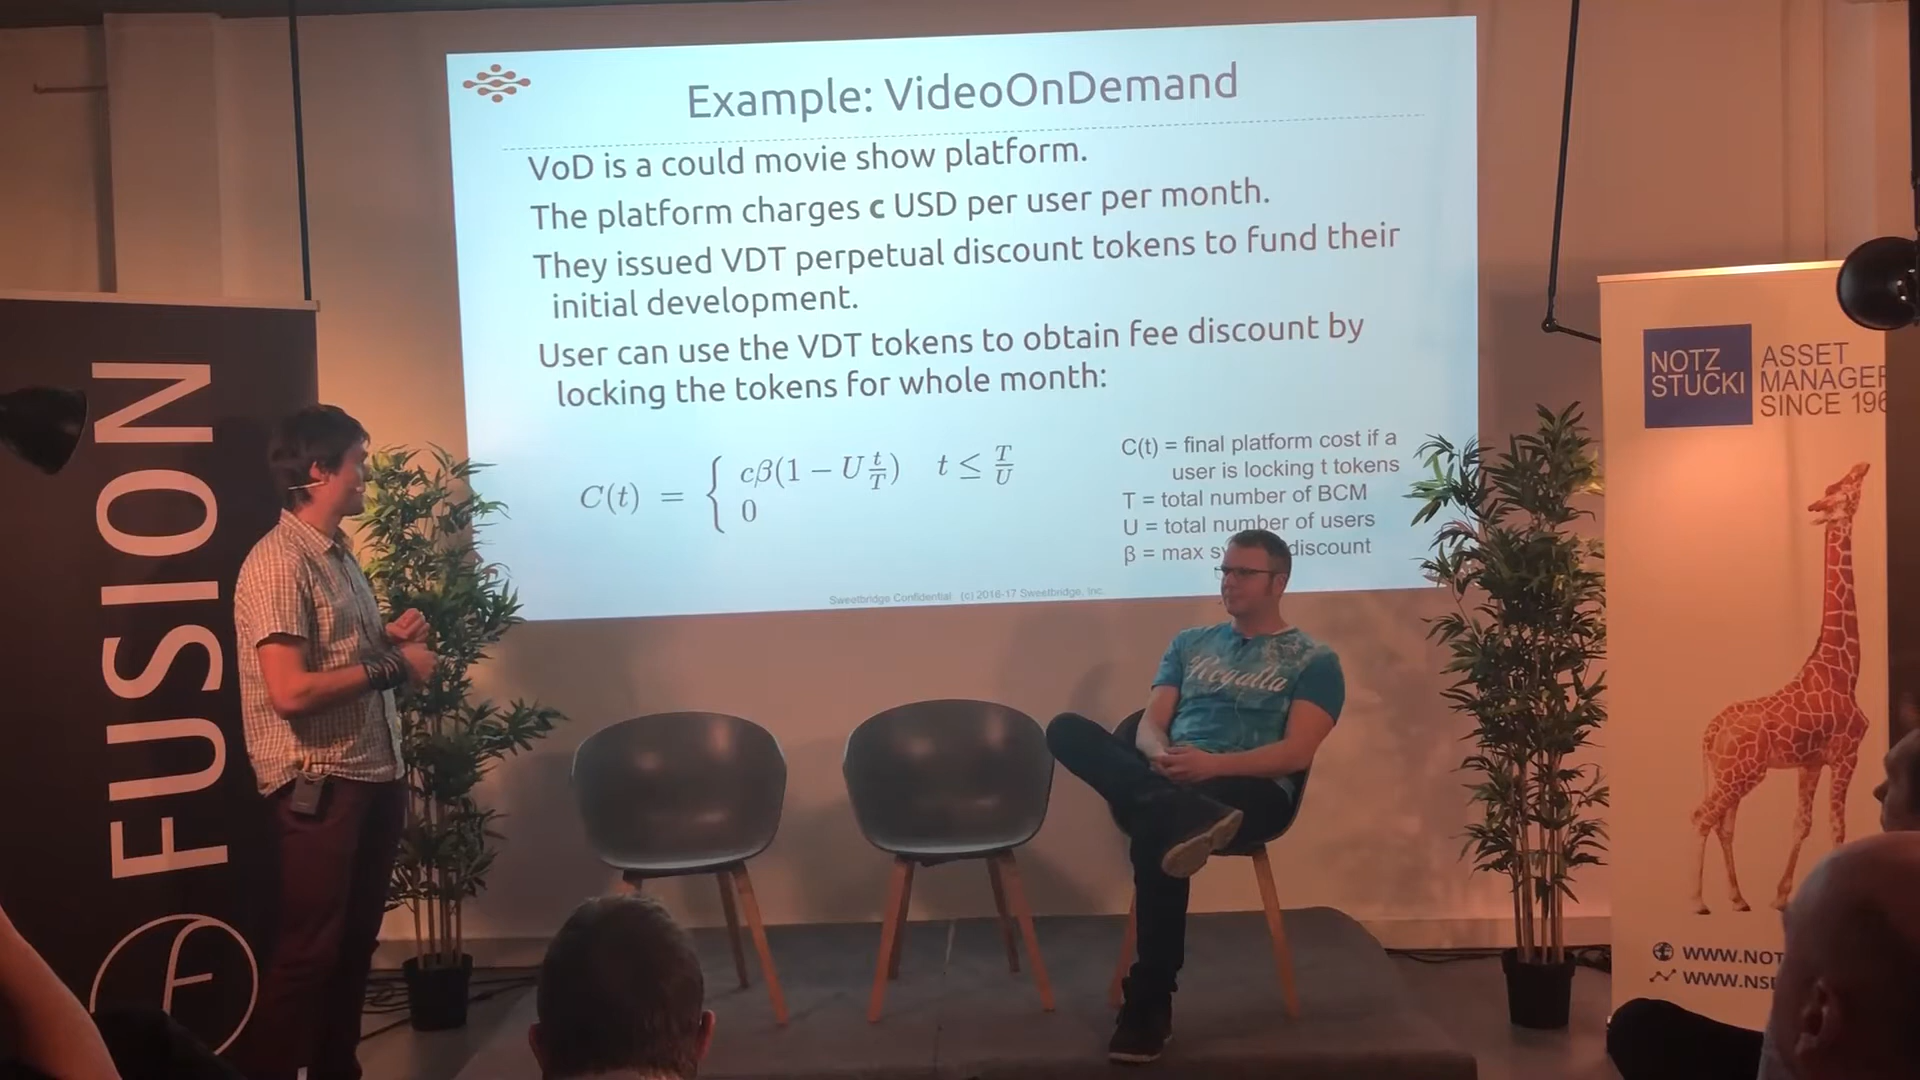 Example: VideoOnDemand
VoD is a could movie show platform.
The platform charges c USD per user per month.
They issued VDT perpetual discount tokens to fund their
initial development.
User can use the VDT tokens to obtain fee discount by
locking the tokens for whole month:
C(t) = { cβ(1 − U t/T) t ≤ T/U
0
C(t) = final platform cost if a
user is locking t tokens
T = total number of BCM
U = total number of users
β = max discount
Sweetbridge Confidential (c) 2016-17 Sweetbridge, Inc.
FUSION
F
NOTZ
STUCKI
ASSET
MANAGER
SINCE 196
WWW.NOT
WWW.NS
Regatta